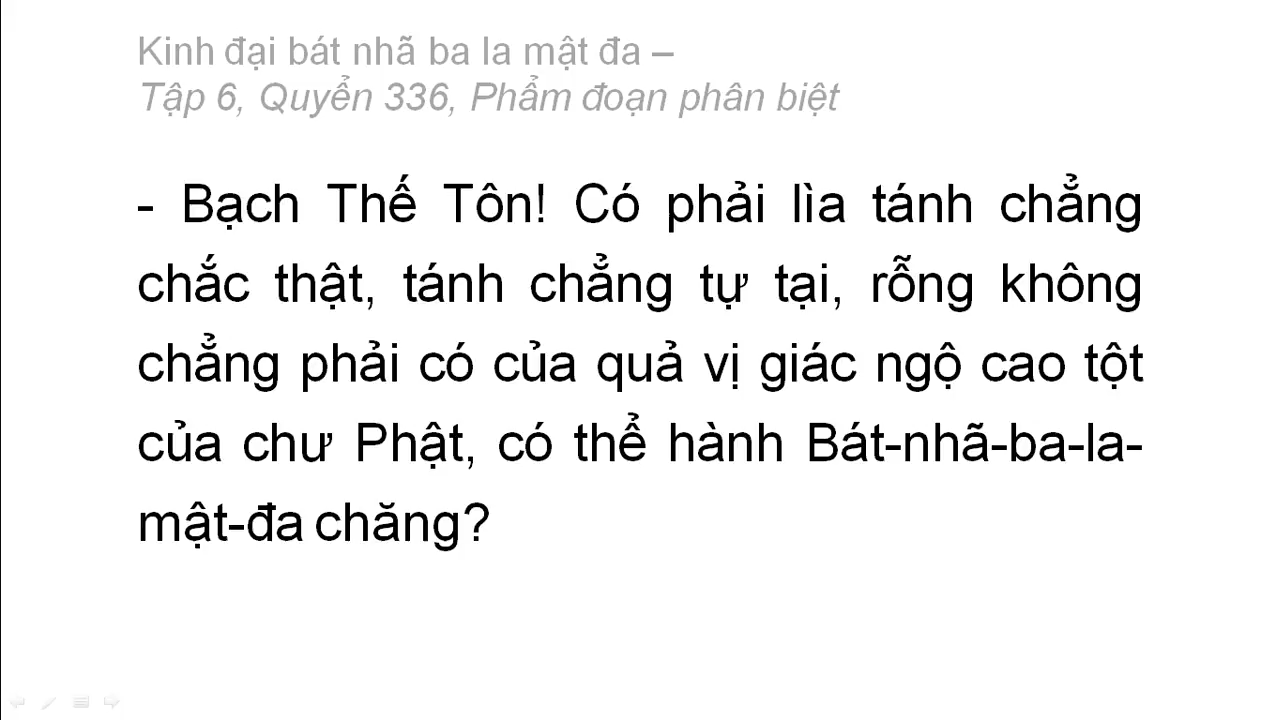 Kinh đại bát nhã ba la mật đa –
Tập 6, Quyển 336, Phẩm đoạn phân biệt
- Bạch Thế Tôn! Có phải lìa tánh chẳng
chắc thật, tánh chẳng tự tại, rỗng không
chẳng phải có của quả vị giác ngộ cao tột
của chư Phật, có thể hành Bát-nhã-ba-la-
mật-đa chăng?